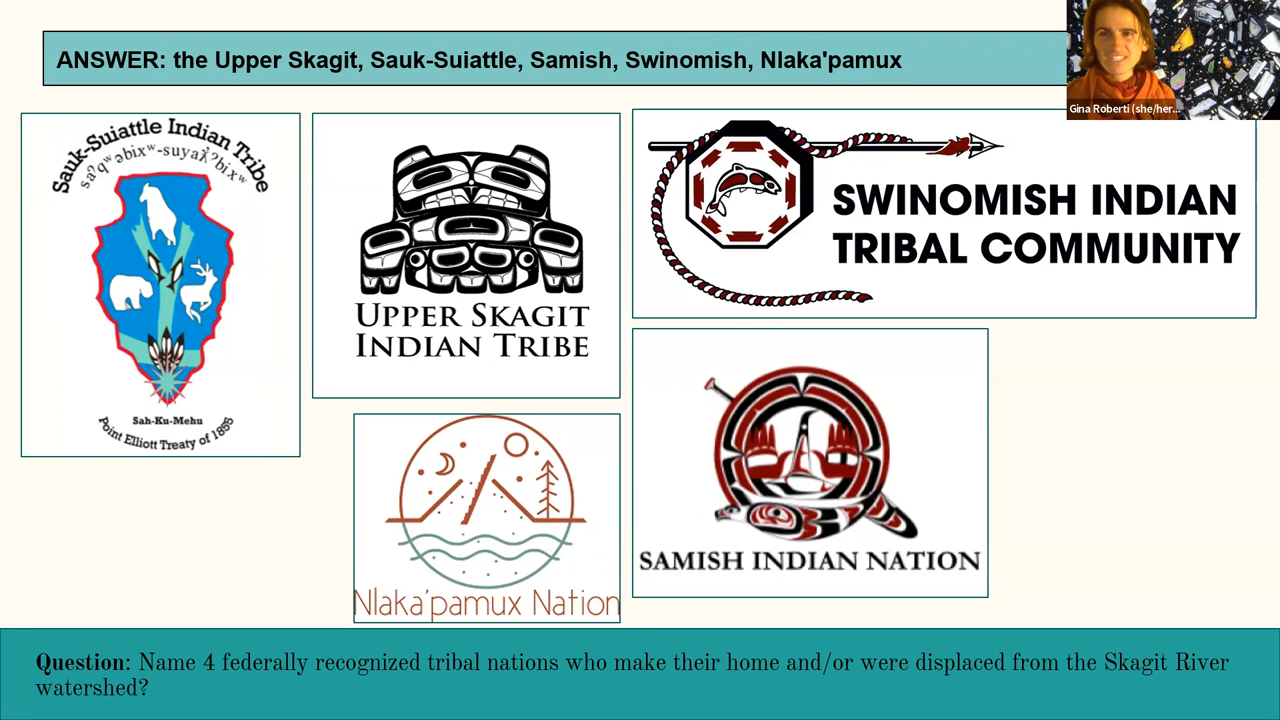 ANSWER: the Upper Skagit, Sauk-Suiattle, Samish, Swinomish, Nlaka'pamux
Gina Roberti (she/her...
Sauk-Suiattle Indian Tribe
saʔqʷəbixʷ-suyaƛ̓bixʷ
Sah-Ku-Mehu
Point Elliott Treaty of 1855
UPPER SKAGIT
INDIAN TRIBE
SWINOMISH INDIAN
TRIBAL COMMUNITY
Nlaka'pamux Nation
SAMISH INDIAN NATION
Question: Name 4 federally recognized tribal nations who make their home and/or were displaced from the Skagit River
watershed?